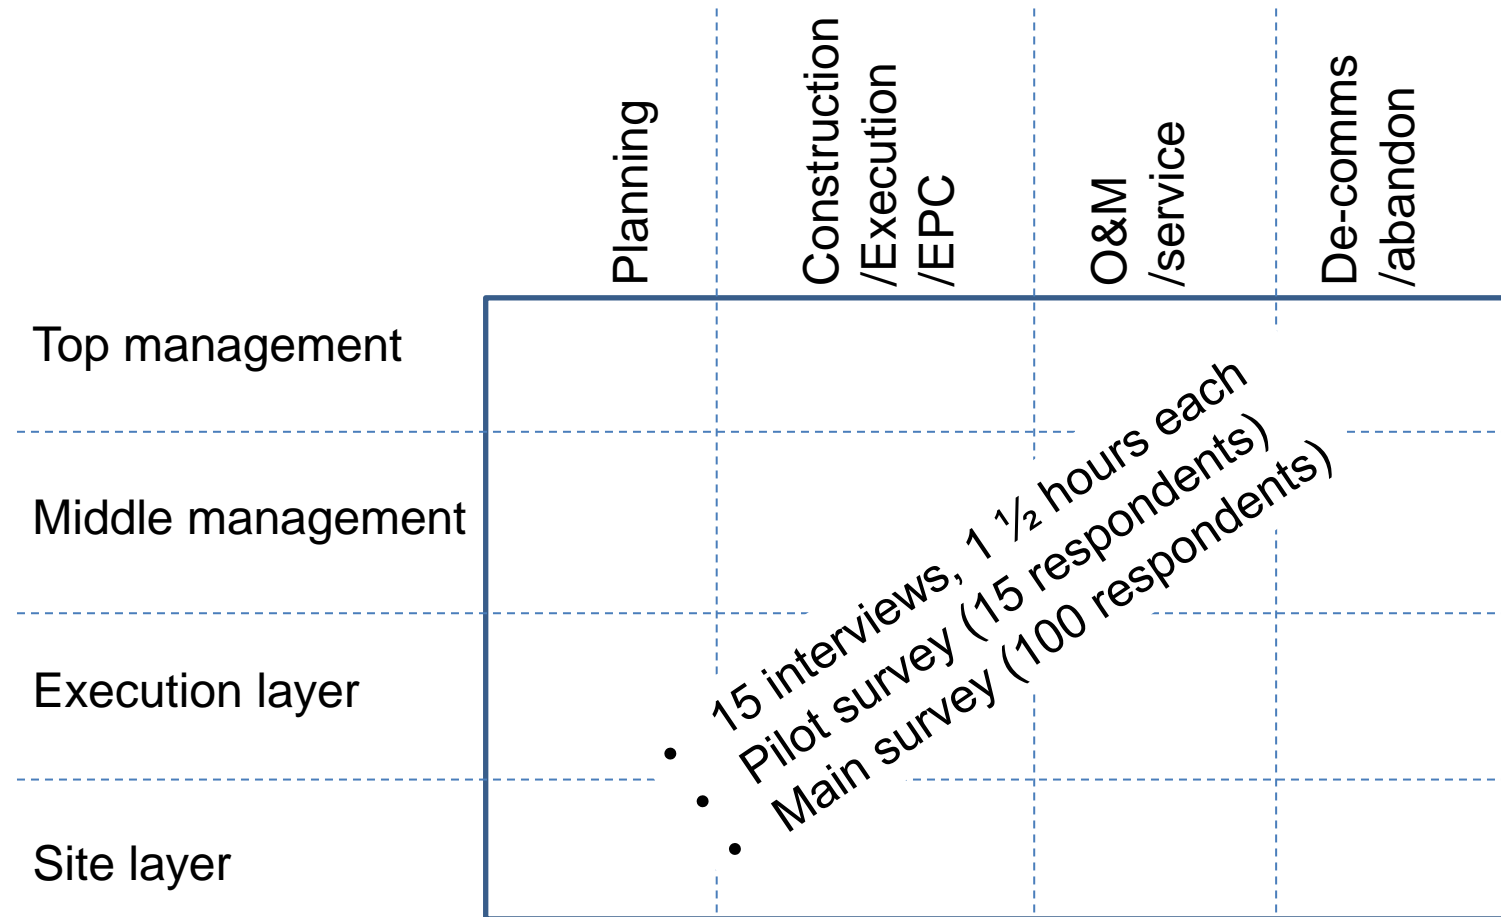 Planning
Construction
/Execution
/EPC
O&M
/service
De-comms
/abandon
Top management
Middle management
Execution layer
Site layer
• 15 interviews, 1 ½ hours each
• Pilot survey (15 respondents)
• Main survey (100 respondents)